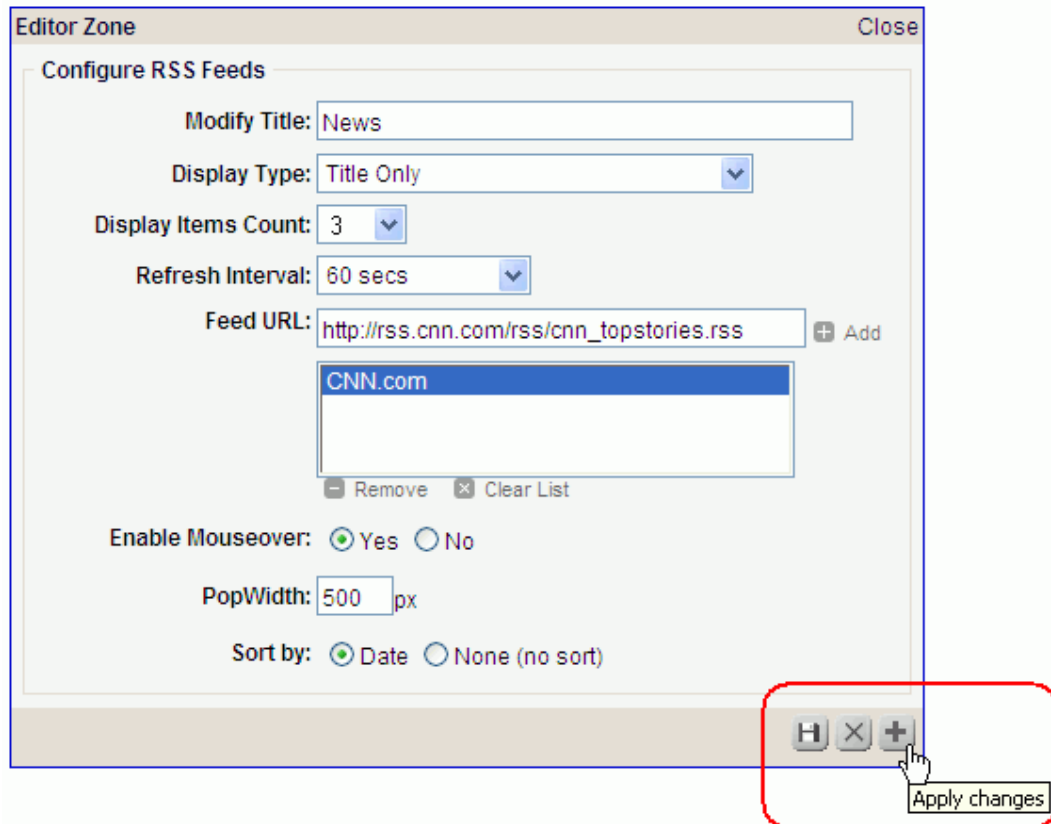 Editor Zone Close
Configure RSS Feeds
Modify Title: News
Display Type: Title Only
Display Items Count: 3
Refresh Interval: 60 secs
Feed URL: http://rss.cnn.com/rss/cnn_topstories.rss Add
CNN.com
Remove Clear List
Enable Mouseover: Yes No
PopWidth: 500 px
Sort by: Date None (no sort)
Apply changes